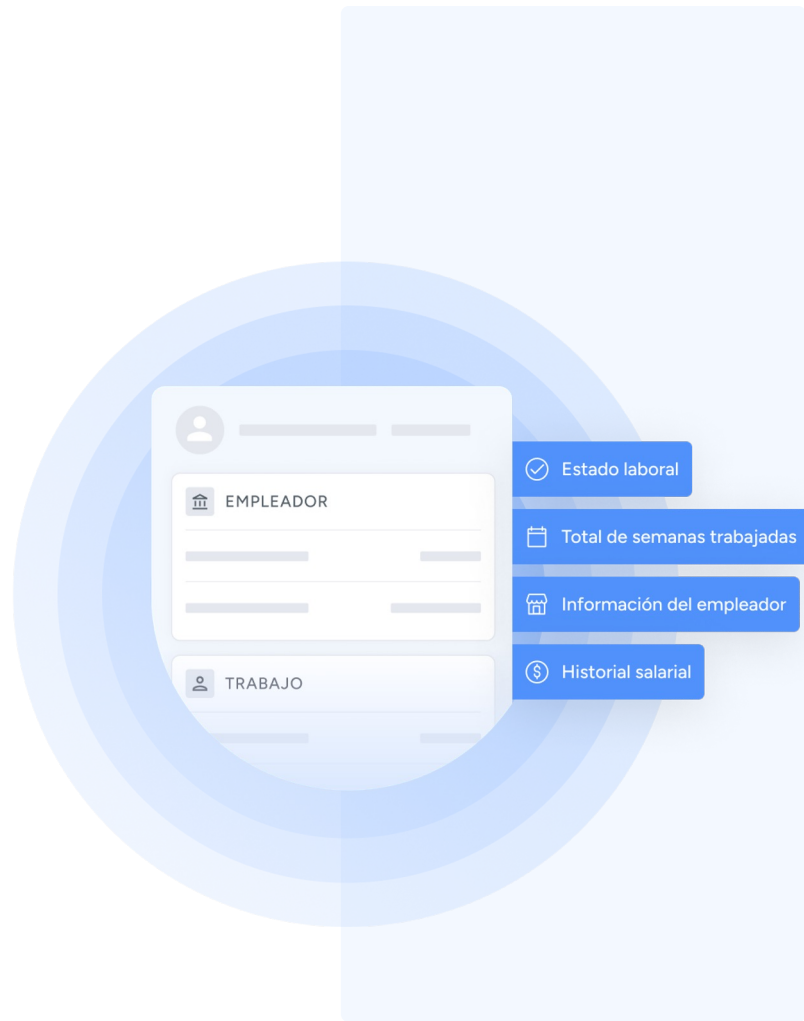 EMPLEADOR
TRABAJO
Estado laboral
Total de semanas trabajadas
Información del empleador
Historial salarial